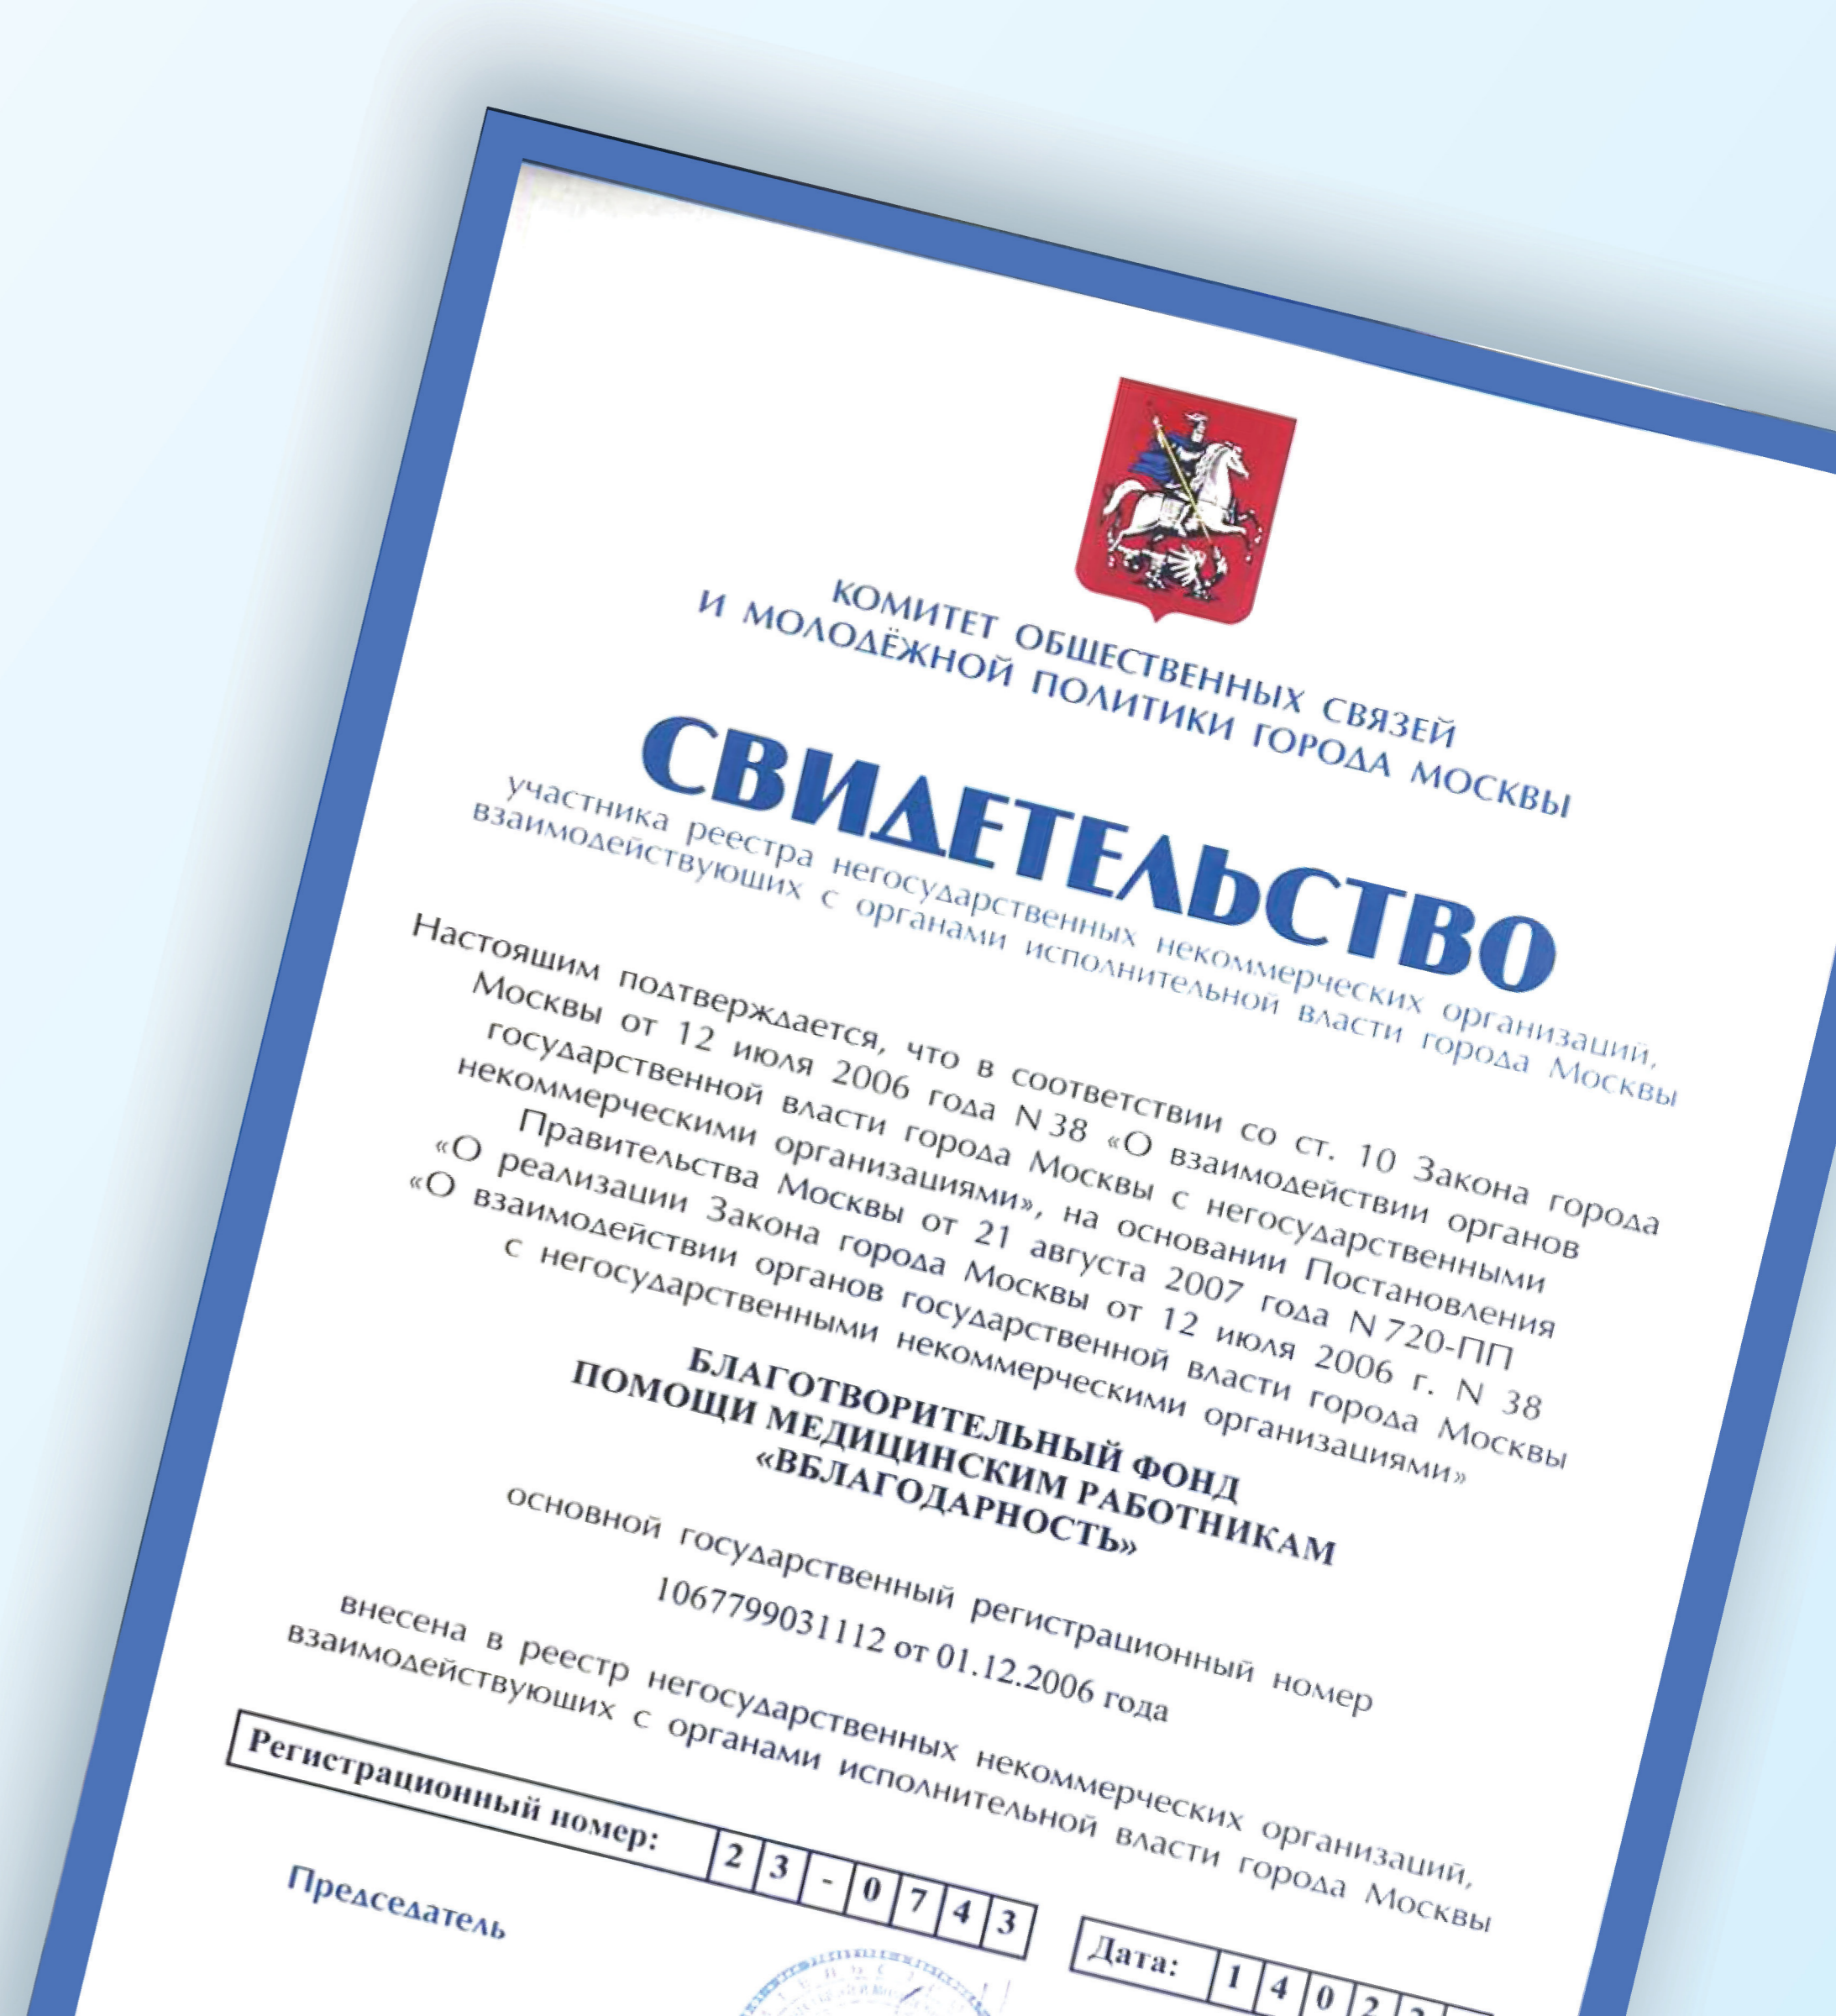 КОМИТЕТ ОБЩЕСТВЕННЫХ СВЯЗЕЙ
И МОЛОДЁЖНОЙ ПОЛИТИКИ ГОРОДА МОСКВЫ
СВИДЕТЕЛЬСТВО
участника реестра негосударственных некоммерческих организаций,
взаимодействующих с органами исполнительной власти города Москвы
Настоящим подтверждается, что в соответствии со ст. 10 Закона города
Москвы от 12 июля 2006 года N 38 «О взаимодействии органов
государственной власти города Москвы с негосударственными
некоммерческими организациями», на основании Постановления
Правительства Москвы от 21 августа 2007 года N 720-ПП
«О реализации Закона города Москвы от 12 июля 2006 г. N 38
«О взаимодействии органов государственной власти города Москвы
с негосударственными некоммерческими организациями»
БЛАГОТВОРИТЕЛЬНЫЙ ФОНД
ПОМОЩИ МЕДИЦИНСКИМ РАБОТНИКАМ
«ВБЛАГОДАРНОСТЬ»
основной государственный регистрационный номер
1067799031112 от 01.12.2006 года
внесена в реестр негосударственных некоммерческих организаций,
взаимодействующих с органами исполнительной власти города Москвы
Регистрационный номер: 23-0743
Дата: 1402
Председатель